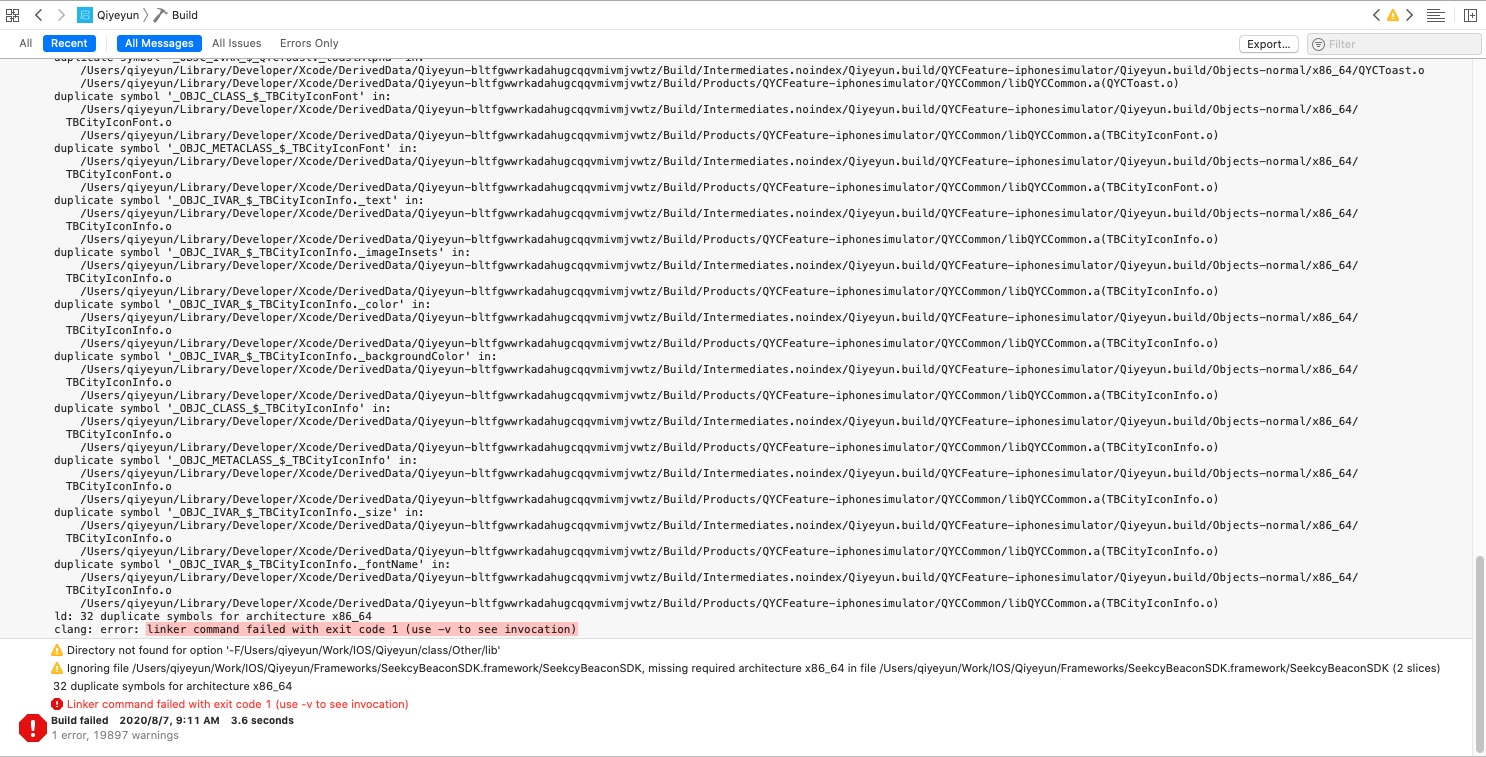 Qiyeyun 〉 Build
All Recent All Messages All Issues Errors Only Export... Filter
duplicate symbol '_OBJC_IVAR_$_QYCToast._toastAlpha' in:
/Users/qiyeyun/Library/Developer/Xcode/DerivedData/Qiyeyun-bltfgwwrkadahugcqqvmivmjvwtz/Build/Intermediates.noindex/Qiyeyun.build/QYCFeature-iphonesimulator/Qiyeyun.build/Objects-normal/x86_64/QYCToast.o
/Users/qiyeyun/Library/Developer/Xcode/DerivedData/Qiyeyun-bltfgwwrkadahugcqqvmivmjvwtz/Build/Products/QYCFeature-iphonesimulator/QYCCommon/libQYCCommon.a(QYCToast.o)
duplicate symbol '_OBJC_CLASS_$_TBCityIconFont' in:
/Users/qiyeyun/Library/Developer/Xcode/DerivedData/Qiyeyun-bltfgwwrkadahugcqqvmivmjvwtz/Build/Intermediates.noindex/Qiyeyun.build/QYCFeature-iphonesimulator/Qiyeyun.build/Objects-normal/x86_64/
TBCityIconFont.o
/Users/qiyeyun/Library/Developer/Xcode/DerivedData/Qiyeyun-bltfgwwrkadahugcqqvmivmjvwtz/Build/Products/QYCFeature-iphonesimulator/QYCCommon/libQYCCommon.a(TBCityIconFont.o)
duplicate symbol '_OBJC_METACLASS_$_TBCityIconFont' in:
/Users/qiyeyun/Library/Developer/Xcode/DerivedData/Qiyeyun-bltfgwwrkadahugcqqvmivmjvwtz/Build/Intermediates.noindex/Qiyeyun.build/QYCFeature-iphonesimulator/Qiyeyun.build/Objects-normal/x86_64/
TBCityIconFont.o
/Users/qiyeyun/Library/Developer/Xcode/DerivedData/Qiyeyun-bltfgwwrkadahugcqqvmivmjvwtz/Build/Products/QYCFeature-iphonesimulator/QYCCommon/libQYCCommon.a(TBCityIconFont.o)
duplicate symbol '_OBJC_IVAR_$_TBCityIconInfo._text' in:
/Users/qiyeyun/Library/Developer/Xcode/DerivedData/Qiyeyun-bltfgwwrkadahugcqqvmivmjvwtz/Build/Intermediates.noindex/Qiyeyun.build/QYCFeature-iphonesimulator/Qiyeyun.build/Objects-normal/x86_64/
TBCityIconInfo.o
/Users/qiyeyun/Library/Developer/Xcode/DerivedData/Qiyeyun-bltfgwwrkadahugcqqvmivmjvwtz/Build/Products/QYCFeature-iphonesimulator/QYCCommon/libQYCCommon.a(TBCityIconInfo.o)
duplicate symbol '_OBJC_IVAR_$_TBCityIconInfo._imageInsets' in:
/Users/qiyeyun/Library/Developer/Xcode/DerivedData/Qiyeyun-bltfgwwrkadahugcqqvmivmjvwtz/Build/Intermediates.noindex/Qiyeyun.build/QYCFeature-iphonesimulator/Qiyeyun.build/Objects-normal/x86_64/
TBCityIconInfo.o
/Users/qiyeyun/Library/Developer/Xcode/DerivedData/Qiyeyun-bltfgwwrkadahugcqqvmivmjvwtz/Build/Products/QYCFeature-iphonesimulator/QYCCommon/libQYCCommon.a(TBCityIconInfo.o)
duplicate symbol '_OBJC_IVAR_$_TBCityIconInfo._color' in:
/Users/qiyeyun/Library/Developer/Xcode/DerivedData/Qiyeyun-bltfgwwrkadahugcqqvmivmjvwtz/Build/Intermediates.noindex/Qiyeyun.build/QYCFeature-iphonesimulator/Qiyeyun.build/Objects-normal/x86_64/
TBCityIconInfo.o
/Users/qiyeyun/Library/Developer/Xcode/DerivedData/Qiyeyun-bltfgwwrkadahugcqqvmivmjvwtz/Build/Products/QYCFeature-iphonesimulator/QYCCommon/libQYCCommon.a(TBCityIconInfo.o)
duplicate symbol '_OBJC_IVAR_$_TBCityIconInfo._backgroundColor' in:
/Users/qiyeyun/Library/Developer/Xcode/DerivedData/Qiyeyun-bltfgwwrkadahugcqqvmivmjvwtz/Build/Intermediates.noindex/Qiyeyun.build/QYCFeature-iphonesimulator/Qiyeyun.build/Objects-normal/x86_64/
TBCityIconInfo.o
/Users/qiyeyun/Library/Developer/Xcode/DerivedData/Qiyeyun-bltfgwwrkadahugcqqvmivmjvwtz/Build/Products/QYCFeature-iphonesimulator/QYCCommon/libQYCCommon.a(TBCityIconInfo.o)
duplicate symbol '_OBJC_CLASS_$_TBCityIconInfo' in:
/Users/qiyeyun/Library/Developer/Xcode/DerivedData/Qiyeyun-bltfgwwrkadahugcqqvmivmjvwtz/Build/Intermediates.noindex/Qiyeyun.build/QYCFeature-iphonesimulator/Qiyeyun.build/Objects-normal/x86_64/
TBCityIconInfo.o
/Users/qiyeyun/Library/Developer/Xcode/DerivedData/Qiyeyun-bltfgwwrkadahugcqqvmivmjvwtz/Build/Products/QYCFeature-iphonesimulator/QYCCommon/libQYCCommon.a(TBCityIconInfo.o)
duplicate symbol '_OBJC_METACLASS_$_TBCityIconInfo' in:
/Users/qiyeyun/Library/Developer/Xcode/DerivedData/Qiyeyun-bltfgwwrkadahugcqqvmivmjvwtz/Build/Intermediates.noindex/Qiyeyun.build/QYCFeature-iphonesimulator/Qiyeyun.build/Objects-normal/x86_64/
TBCityIconInfo.o
/Users/qiyeyun/Library/Developer/Xcode/DerivedData/Qiyeyun-bltfgwwrkadahugcqqvmivmjvwtz/Build/Products/QYCFeature-iphonesimulator/QYCCommon/libQYCCommon.a(TBCityIconInfo.o)
duplicate symbol '_OBJC_IVAR_$_TBCityIconInfo._size' in:
/Users/qiyeyun/Library/Developer/Xcode/DerivedData/Qiyeyun-bltfgwwrkadahugcqqvmivmjvwtz/Build/Intermediates.noindex/Qiyeyun.build/QYCFeature-iphonesimulator/Qiyeyun.build/Objects-normal/x86_64/
TBCityIconInfo.o
/Users/qiyeyun/Library/Developer/Xcode/DerivedData/Qiyeyun-bltfgwwrkadahugcqqvmivmjvwtz/Build/Products/QYCFeature-iphonesimulator/QYCCommon/libQYCCommon.a(TBCityIconInfo.o)
duplicate symbol '_OBJC_IVAR_$_TBCityIconInfo._fontName' in:
/Users/qiyeyun/Library/Developer/Xcode/DerivedData/Qiyeyun-bltfgwwrkadahugcqqvmivmjvwtz/Build/Intermediates.noindex/Qiyeyun.build/QYCFeature-iphonesimulator/Qiyeyun.build/Objects-normal/x86_64/
TBCityIconInfo.o
/Users/qiyeyun/Library/Developer/Xcode/DerivedData/Qiyeyun-bltfgwwrkadahugcqqvmivmjvwtz/Build/Products/QYCFeature-iphonesimulator/QYCCommon/libQYCCommon.a(TBCityIconInfo.o)
ld: 32 duplicate symbols for architecture x86_64
clang: error: linker command failed with exit code 1 (use -v to see invocation)
Directory not found for option '-F/Users/qiyeyun/Work/IOS/Qiyeyun/class/Other/lib'
Ignoring file /Users/qiyeyun/Work/IOS/Qiyeyun/Frameworks/SeekcyBeaconSDK.framework/SeekcyBeaconSDK, missing required architecture x86_64 in file /Users/qiyeyun/Work/IOS/Qiyeyun/Frameworks/SeekcyBeaconSDK.framework/SeekcyBeaconSDK (2 slices)
32 duplicate symbols for architecture x86_64
Linker command failed with exit code 1 (use -v to see invocation)
Build failed 2020/8/7, 9:11 AM 3.6 seconds
1 error, 19897 warnings